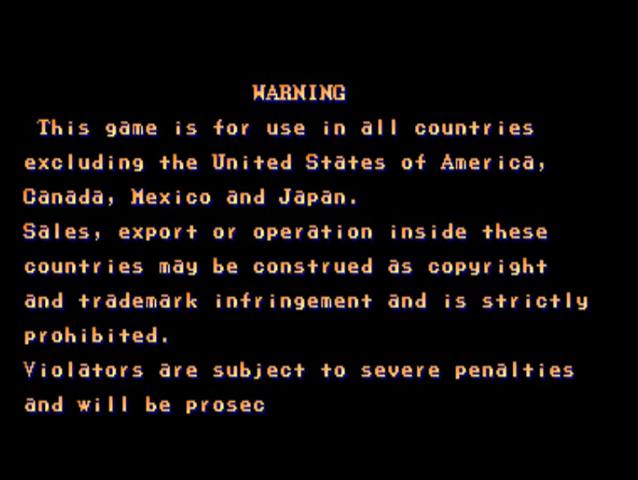 WARNING
This game is for use in all countries
excluding the United States of America,
Canada, Mexico and Japan.
Sales, export or operation inside these
countries may be construed as copyright
and trademark infringement and is strictly
prohibited.
Violators are subject to severe penalties
and will be prosec